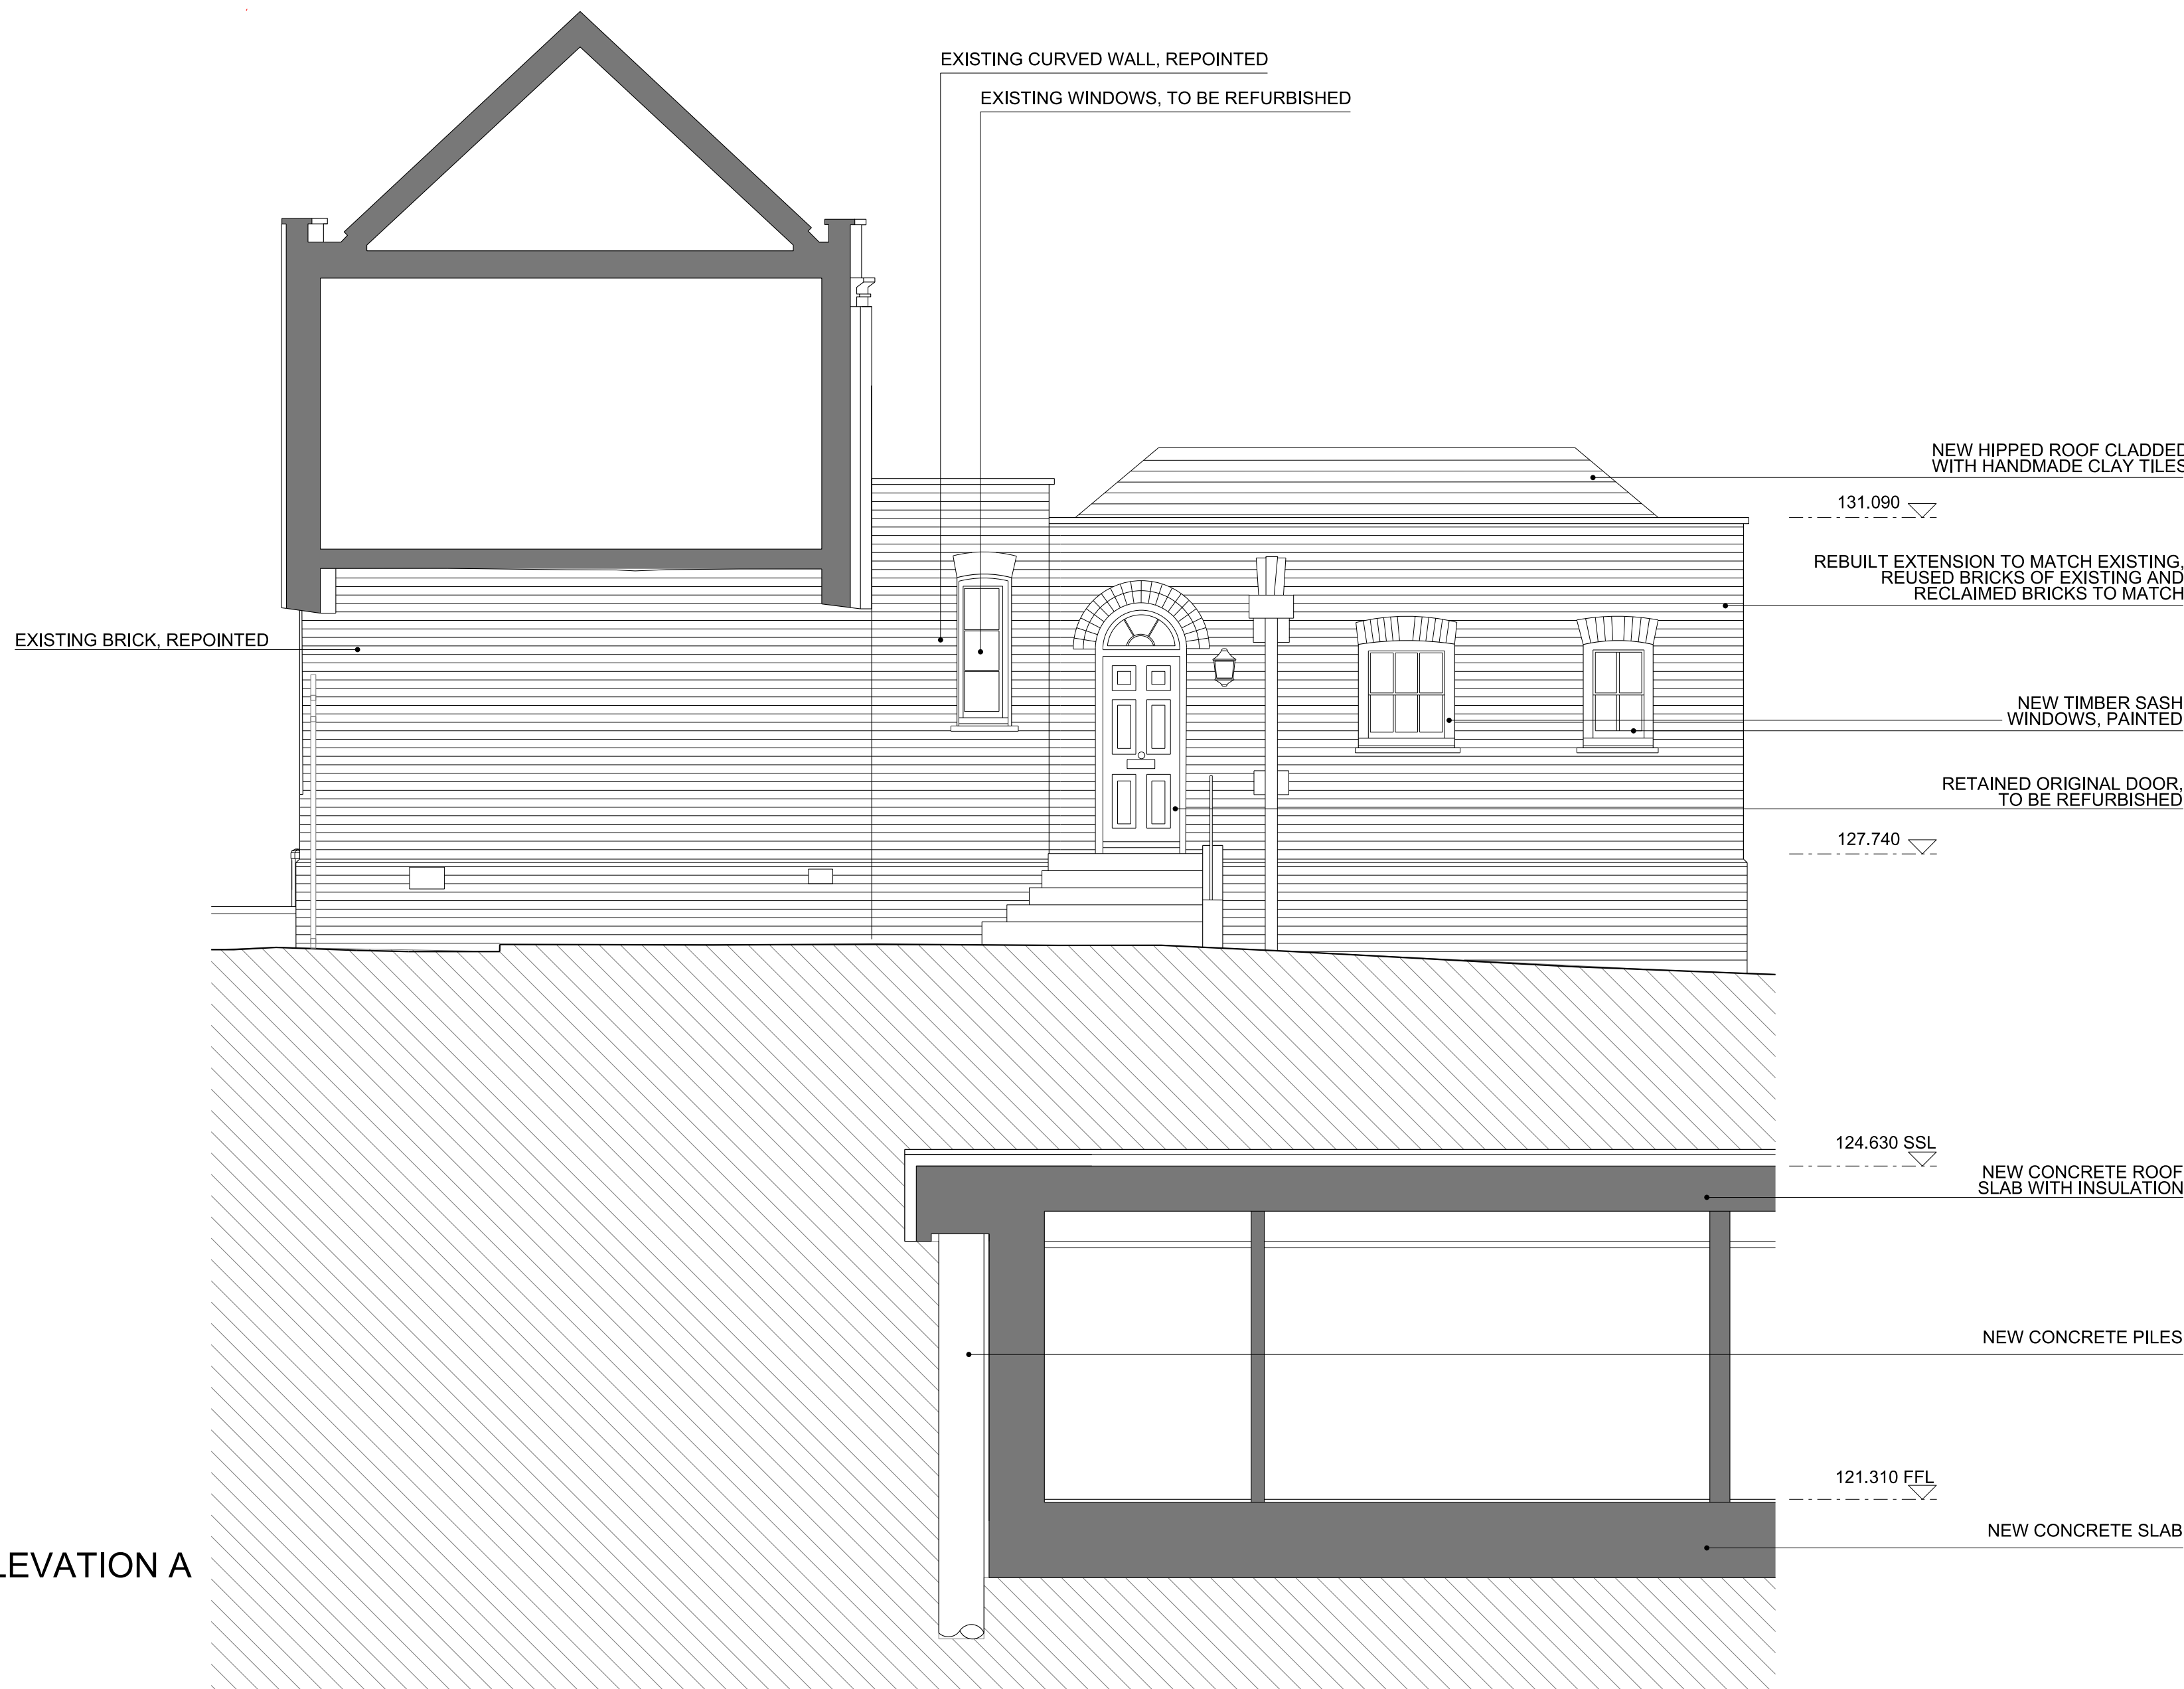 EXISTING CURVED WALL, REPOINTED
EXISTING WINDOWS, TO BE REFURBISHED
NEW HIPPED ROOF CLADDED
WITH HANDMADE CLAY TILES
131.090
REBUILT EXTENSION TO MATCH EXISTING,
REUSED BRICKS OF EXISTING AND
RECLAIMED BRICKS TO MATCH
EXISTING BRICK, REPOINTED
NEW TIMBER SASH
WINDOWS, PAINTED
RETAINED ORIGINAL DOOR,
TO BE REFURBISHED
127.740
124.630 SSL
NEW CONCRETE ROOF
SLAB WITH INSULATION
NEW CONCRETE PILES
121.310 FFL
NEW CONCRETE SLAB
LEVATION A